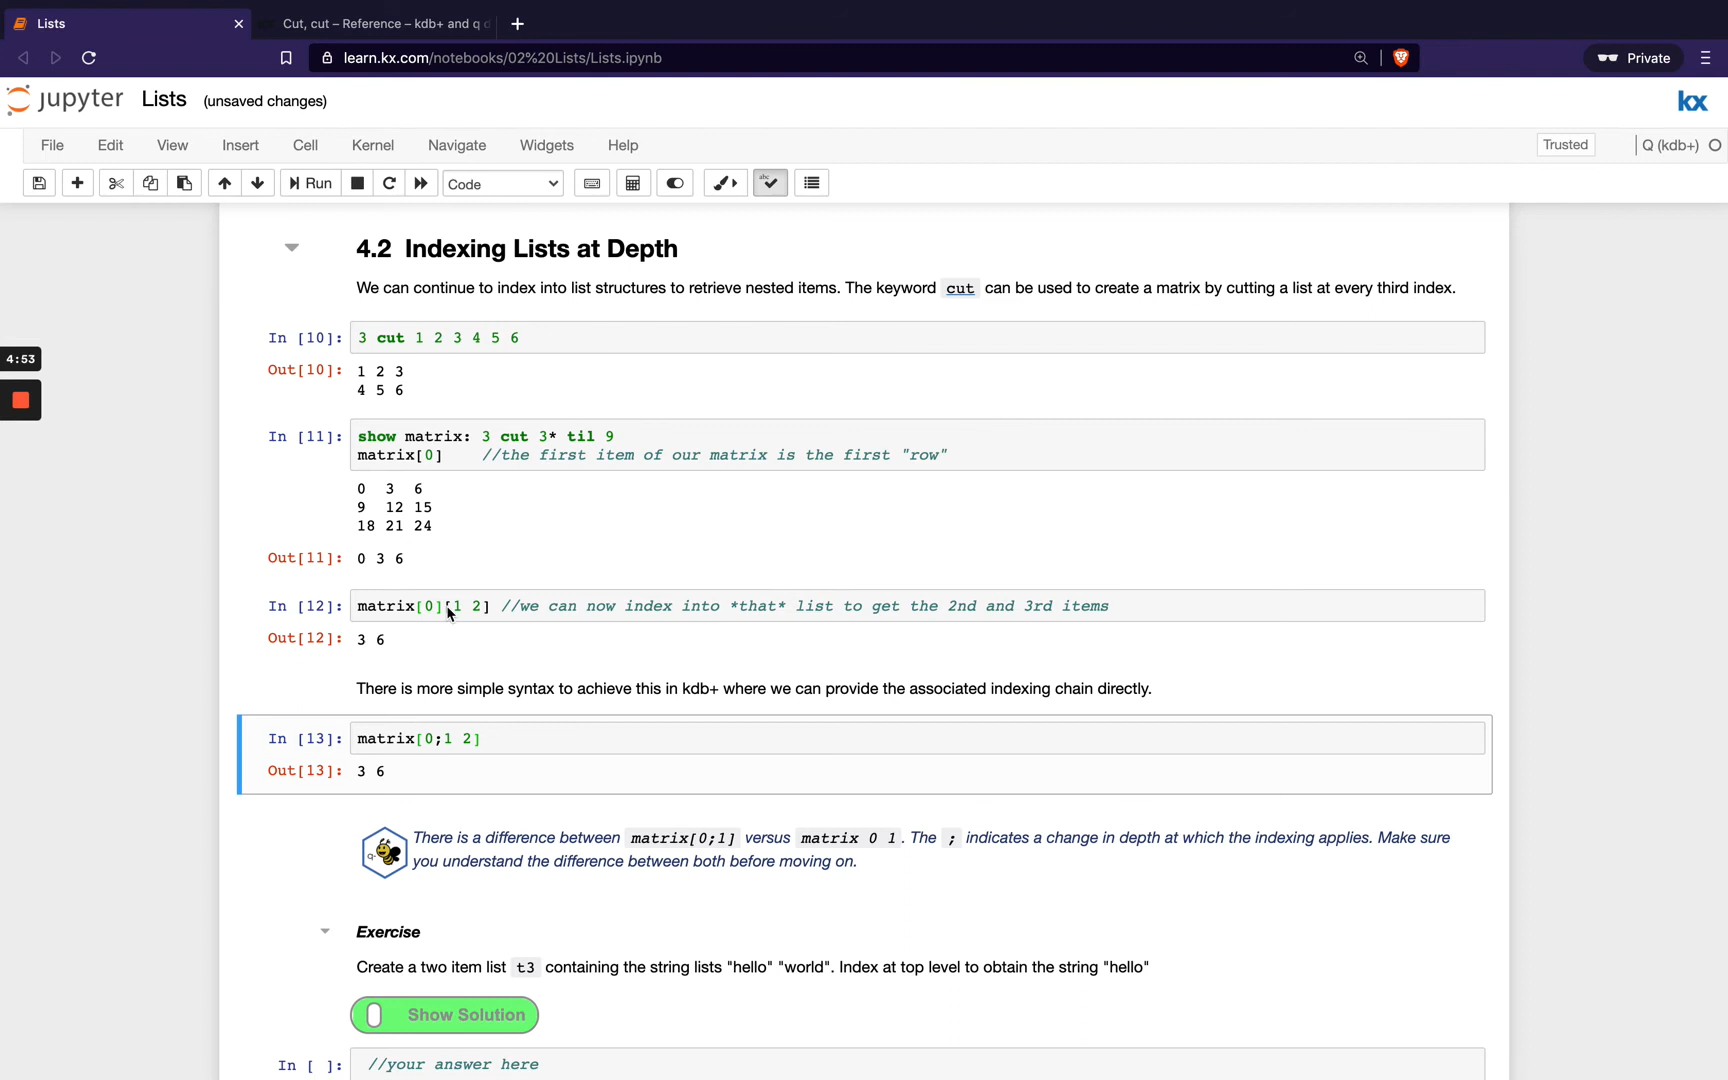 Lists
Cut, cut – Reference – kdb+ and q d
learn.kx.com/notebooks/02%20Lists/Lists.ipynb
Private
jupyter Lists (unsaved changes)
kx
File Edit View Insert Cell Kernel Navigate Widgets Help
Trusted
Q (kdb+)
Run
Code
abc
4.2 Indexing Lists at Depth
We can continue to index into list structures to retrieve nested items. The keyword cut can be used to create a matrix by cutting a list at every third index.
In [10]: 3 cut 1 2 3 4 5 6
4:53
Out[10]: 1 2 3
4 5 6
In [11]: show matrix: 3 cut 3* til 9
matrix[0] //the first item of our matrix is the first "row"
0 3 6
9 12 15
18 21 24
Out[11]: 0 3 6
In [12]: matrix[0][1 2] //we can now index into *that* list to get the 2nd and 3rd items
Out[12]: 3 6
There is more simple syntax to achieve this in kdb+ where we can provide the associated indexing chain directly.
In [13]: matrix[0;1 2]
Out[13]: 3 6
q-
There is a difference between matrix[0;1] versus matrix 0 1. The ; indicates a change in depth at which the indexing applies. Make sure
you understand the difference between both before moving on.
Exercise
Create a two item list t3 containing the string lists "hello" "world". Index at top level to obtain the string "hello"
Show Solution
In [ ]: //your answer here